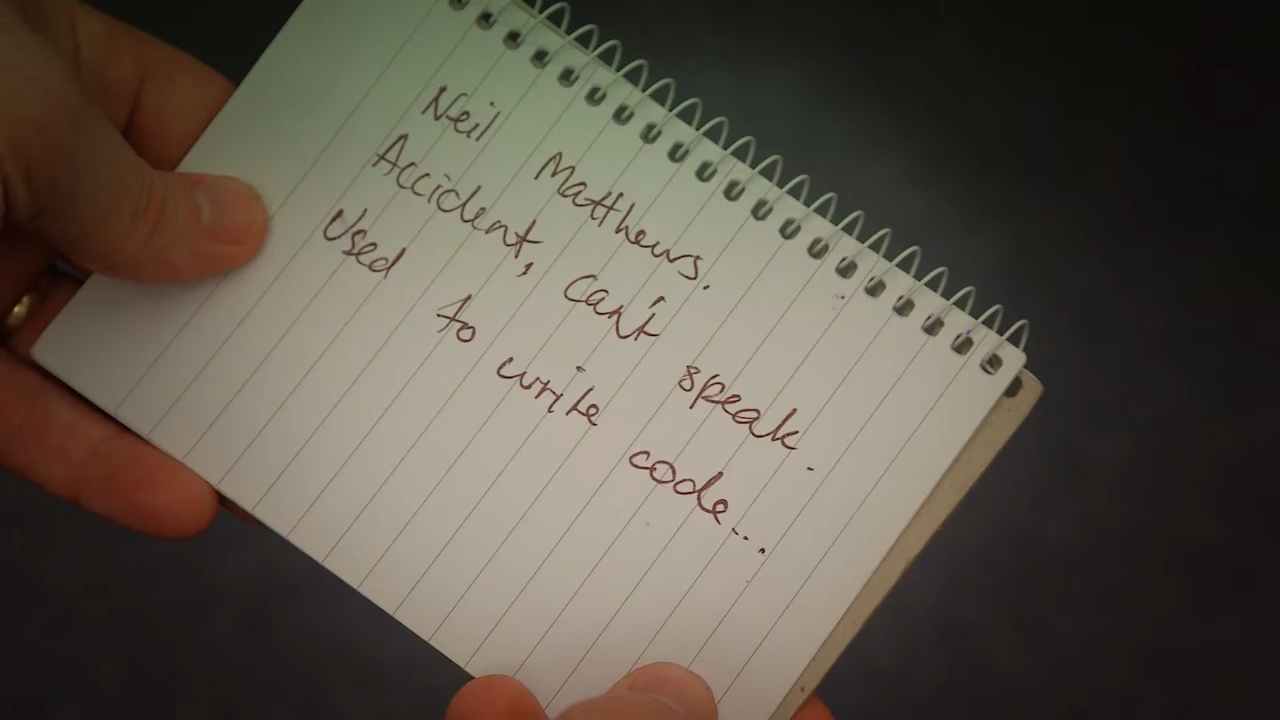 Neil Matthews.
Accident, can't speak.
Used to write code...